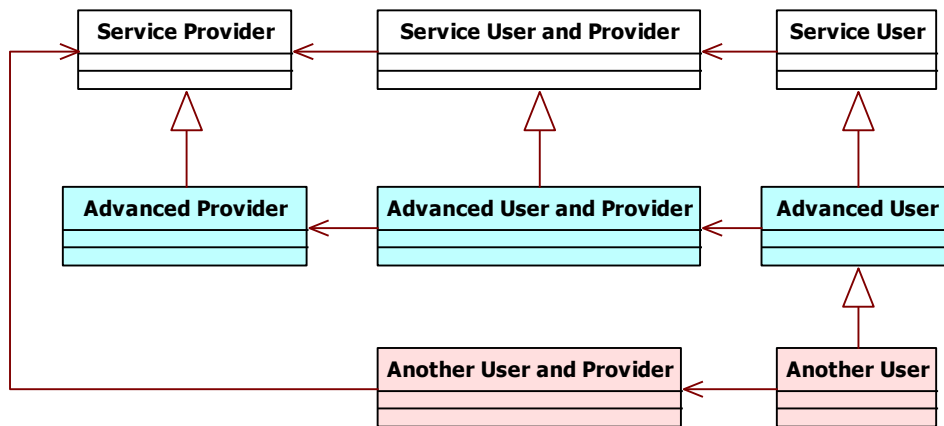 Service Provider
Service User and Provider
Service User
Advanced Provider
Advanced User and Provider
Advanced User
Another User and Provider
Another User